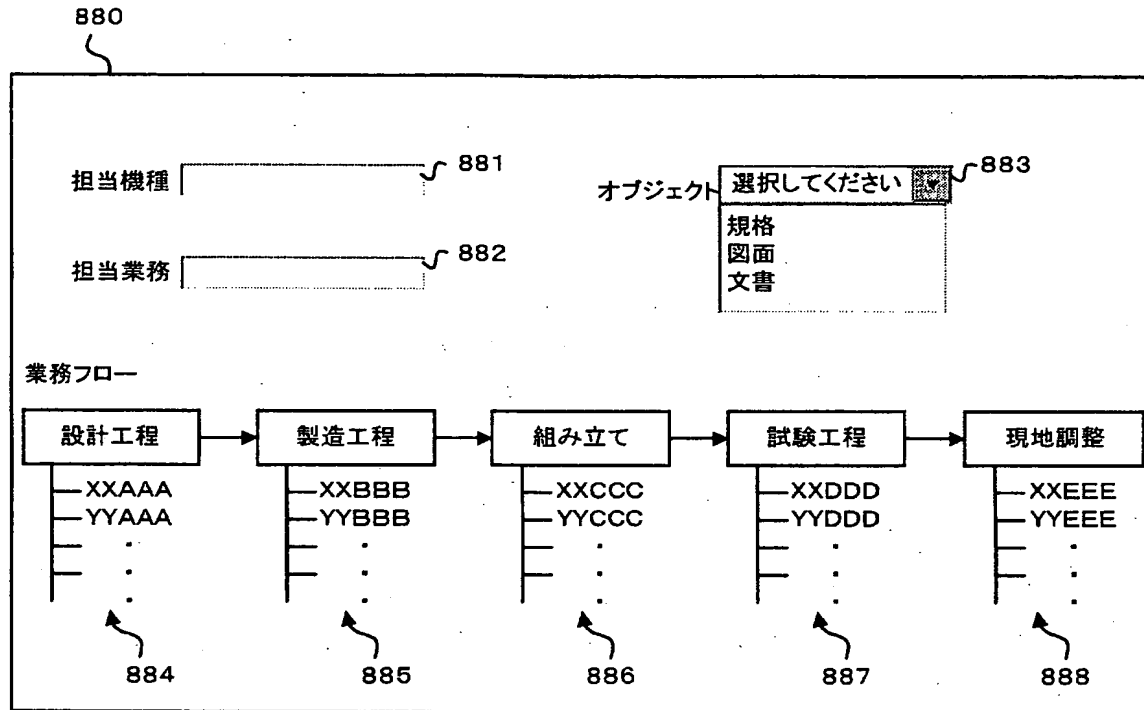 880
担当機種 881
オブジェクト 選択してください 883
規格
図面
文書
担当業務 882
業務フロー
設計工程 製造工程 組み立て 試験工程 現地調整
XXAAA XXBBB XXCCC XXDDD XXEEE
YYAAA YYBBB YYCCC YYDDD YYEEE
884 885 886 887 888